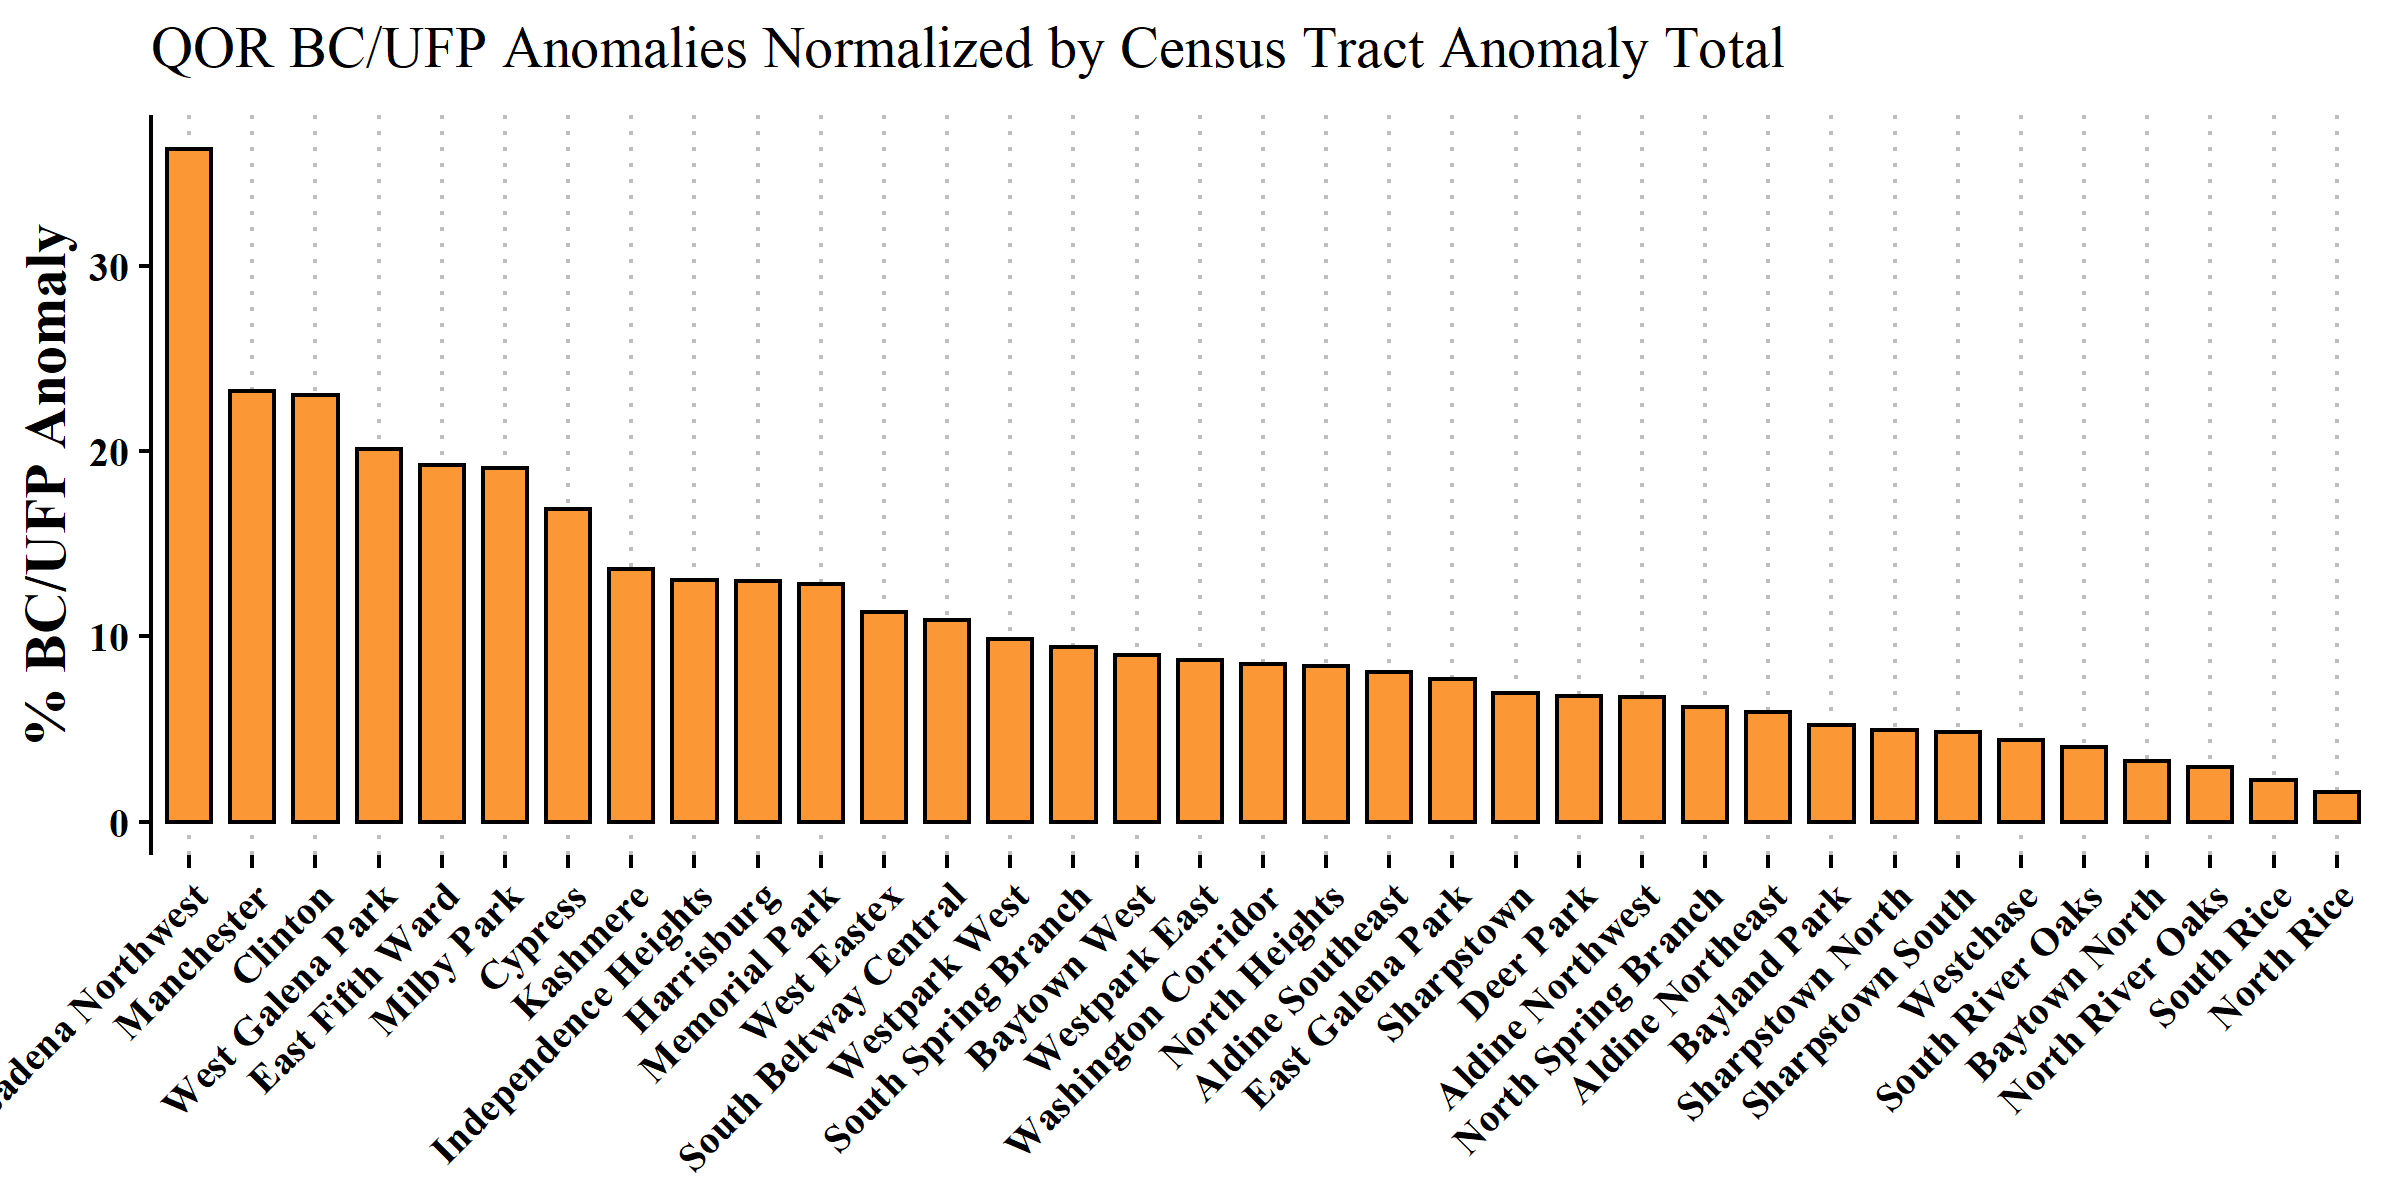 QOR BC/UFP Anomalies Normalized by Census Tract Anomaly Total
% BC/UFP Anomaly
30
20
10
0
Northwest
Manchester
Clinton
West Galena Park
East Fifth Ward
Milby Park
Cypress
Kashmere
Independence Heights
Harrisburg
Memorial Park
West Eastex
South Beltway Central
Westpark West
South Spring Branch
Baytown West
Westpark East
Washington Corridor
North Heights
Aldine Southeast
East Galena Park
Sharpstown
Deer Park
Aldine Northwest
North Spring Branch
Aldine Northeast
Bayland Park
Sharpstown North
Sharpstown South
Westchase
South River Oaks
Baytown North
North River Oaks
South Rice
North Rice